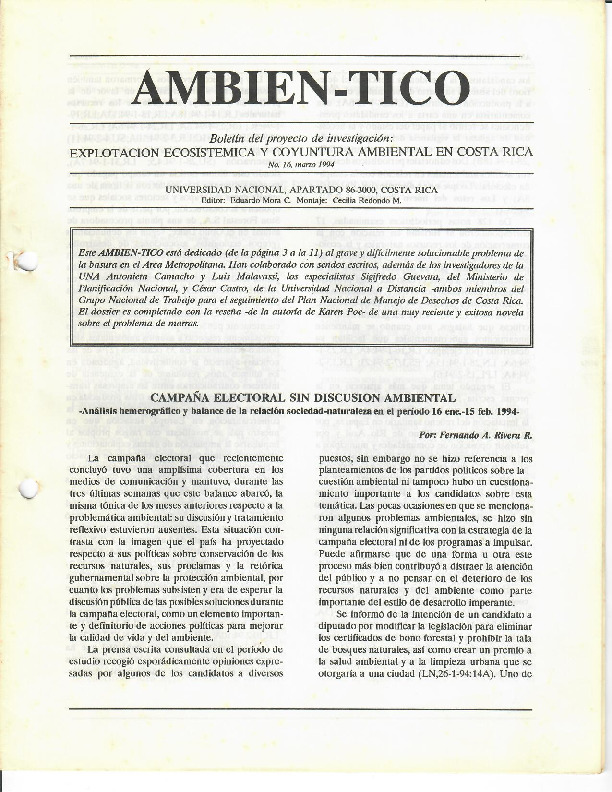 AMBIEN-TICO
Boletín del proyecto de investigación:
EXPLOTACION ECOSISTEMICA Y COYUNTURA AMBIENTAL EN COSTA RICA
No. 16, marzo 1994
UNIVERSIDAD NACIONAL, APARTADO 86-3000, COSTA RICA
Editor: Eduardo Mora C. Montaje: Cecilia Redondo M.
Este AMBIEN-TICO está dedicado (de la página 3 a la 11) al grave y difícilmente solucionable problema de
la basura en el Area Metropolitana. Han colaborado con sendos escritos, además de los investigadores de la
UNA Antonieta Camacho y Luis Malavassi, los especialistas Sigifredo Guevara, del Ministerio de
Planificación Nacional, y César Castro, de la Universidad Nacional a Distancia -ambos miembros del
Grupo Nacional de Trabajo para el seguimiento del Plan Nacional de Manejo de Desechos de Costa Rica.
El dossier es completado con la reseña -de la autoría de Karen Poe- de una muy reciente y exitosa novela
sobre el problema de marras.
CAMPAÑA ELECTORAL SIN DISCUSION AMBIENTAL
-Análisis hemerográfico y balance de la relación sociedad-naturaleza en el período 16 ene.-15 feb. 1994-
Por: Fernando A. Rivera R.
La campaña electoral que recientemente
concluyó tuvo una amplísima cobertura en los
medios de comunicación y mantuvo, durante las
tres últimas semanas que este balance abarcó, la
misma tónica de los meses anteriores respecto a la
problemática ambiental: su discusión y tratamiento
reflexivo estuvieron ausentes. Esta situación con-
trasta con la imagen que el país ha proyectado
respecto a sus políticas sobre conservación de los
recursos naturales, sus proclamas y la retórica
gubernamental sobre la protección ambiental, por
cuanto los problemas subsisten y era de esperar la
discusión pública de las posibles soluciones durante
la campaña electoral, como un elemento importan-
te y definitorio de acciones políticas para mejorar
la calidad de vida y del ambiente.
La prensa escrita consultada en el período de
estudio recogió esporádicamente opiniones expre-
sadas por algunos de los candidatos a diversos
puestos, sin embargo no se hizo referencia a los
planteamientos de los partidos políticos sobre la
cuestión ambiental ni tampoco hubo un cuestiona-
miento importante a los candidatos sobre esta
temática. Las pocas ocasiones en que se menciona-
ron algunos problemas ambientales, se hizo sin
ninguna relación significativa con la estrategia de la
campaña electoral ni de los programas a impulsar.
Puede afirmarse que de una forma u otra este
proceso más bien contribuyó a distraer la atención
del público y a no pensar en el deterioro de los
recursos naturales y del ambiente como parte
importante del estilo de desarrollo imperante.
Se informó de la intención de un candidato a
diputado por modificar la legislación para eliminar
los certificados de bono forestal y prohibir la tala
de bosques naturales, así como crear un premio a
la salud ambiental y a la limpieza urbana que se
otorgaría a una ciudad (LN,26-1-94:14A). Uno de